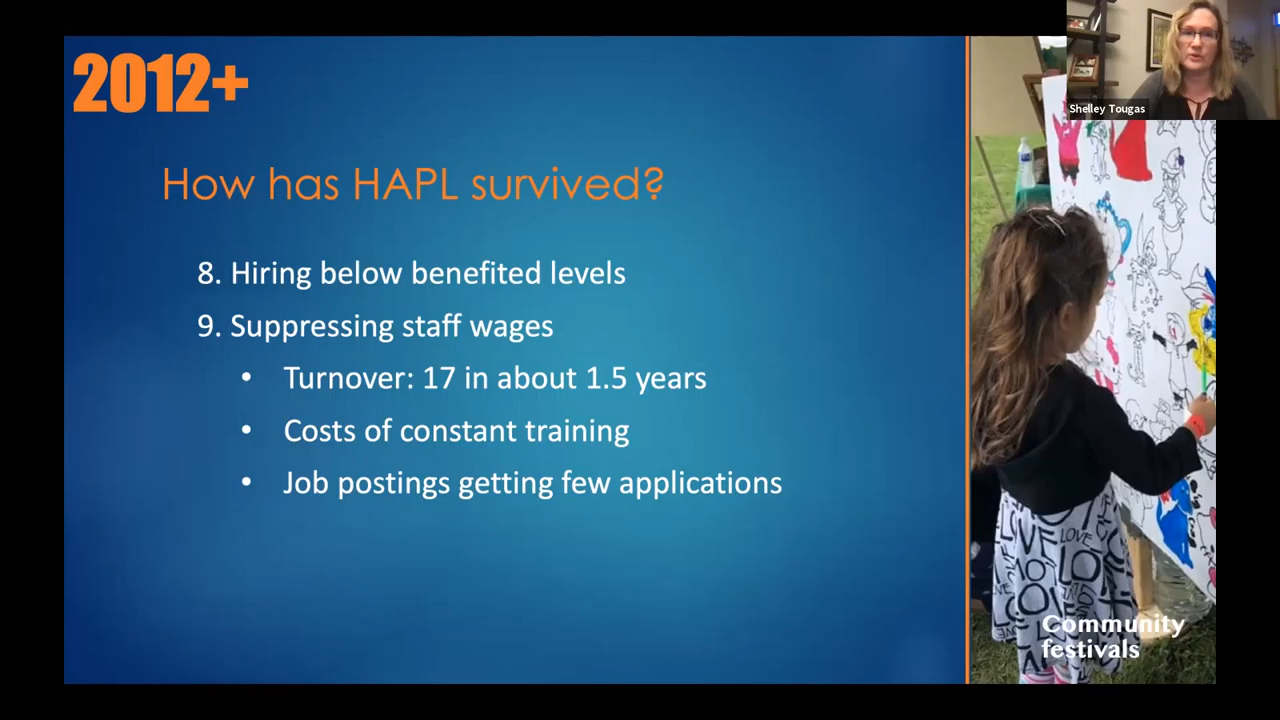 2012+
Shelley Tougas
How has HAPL survived?
8. Hiring below benefited levels
9. Suppressing staff wages
• Turnover: 17 in about 1.5 years
• Costs of constant training
• Job postings getting few applications
LOVE
Community
festivals